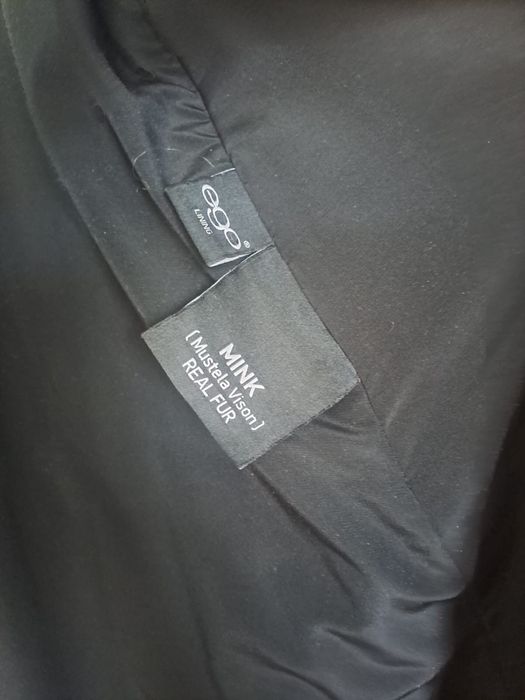 ego®
LINING
MINK
(Mustela Vison)
REAL FUR